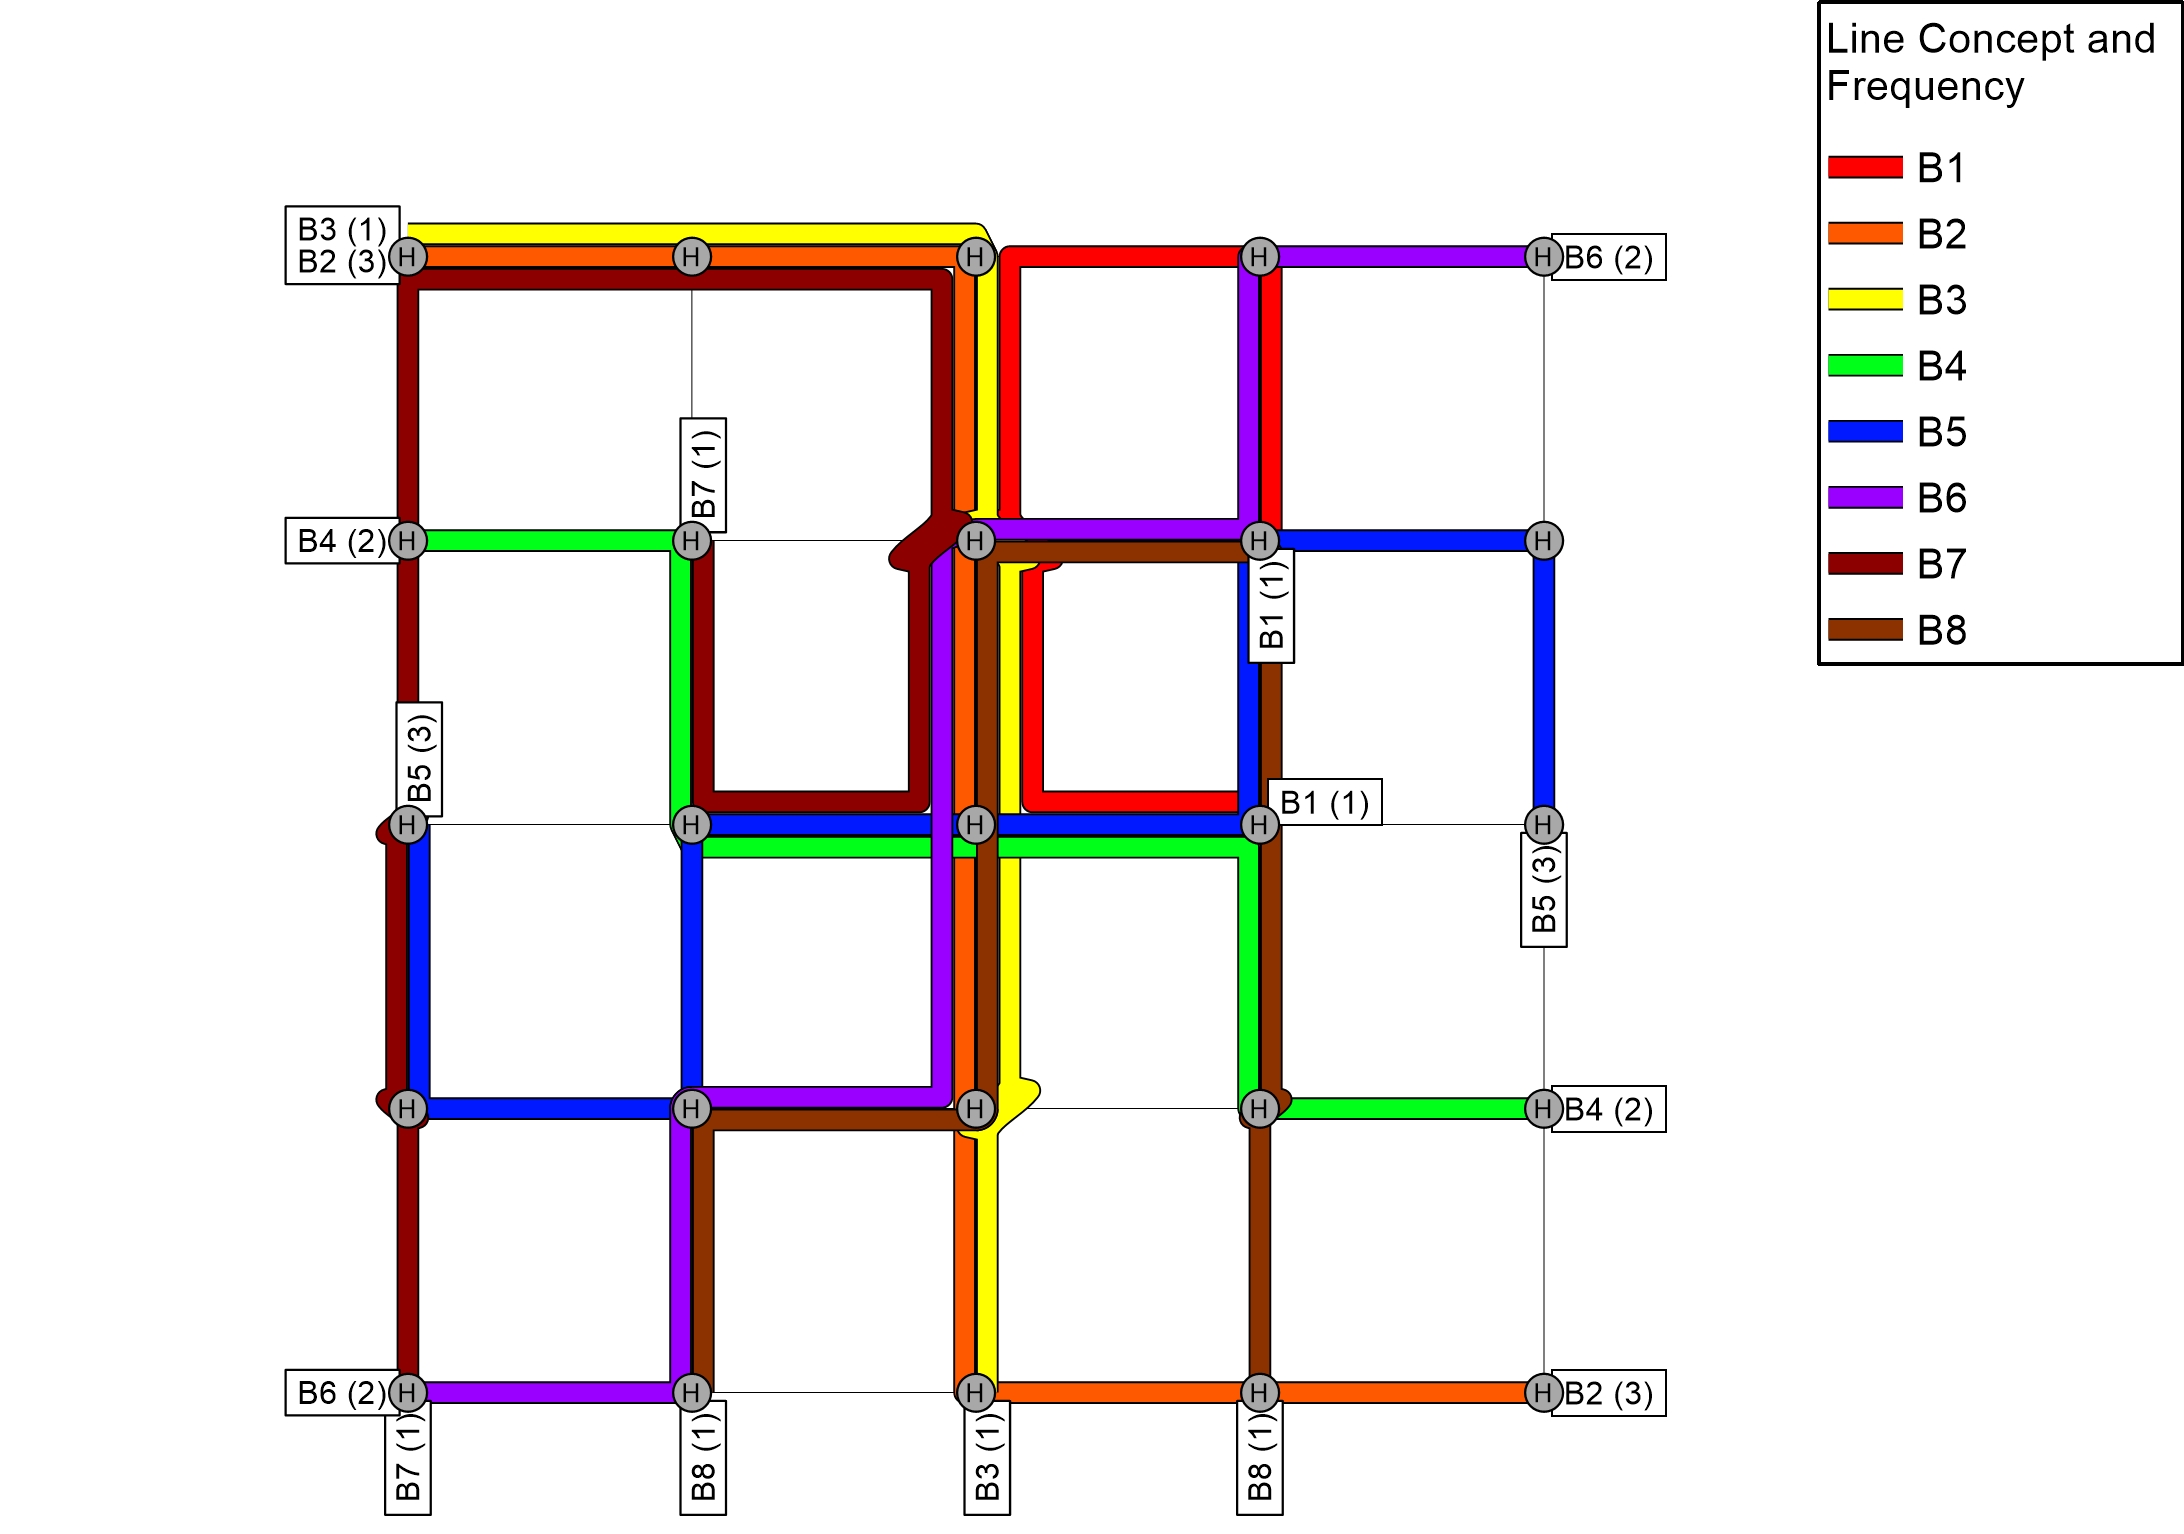 Line Concept and
Frequency
B1
B2
B3
B4
B5
B6
B7
B8
B3 (1)
B2 (3)
H
H
H
H
H
B6 (2)
B7 (1)
B4 (2)
H
H
H
H
H
B1 (1)
B5 (3)
H
H
H
H
B1 (1)
H
B5 (3)
H
H
H
H
H
B4 (2)
B6 (2)
H
H
H
H
H
B2 (3)
B7 (1)
B8 (1)
B3 (1)
B8 (1)